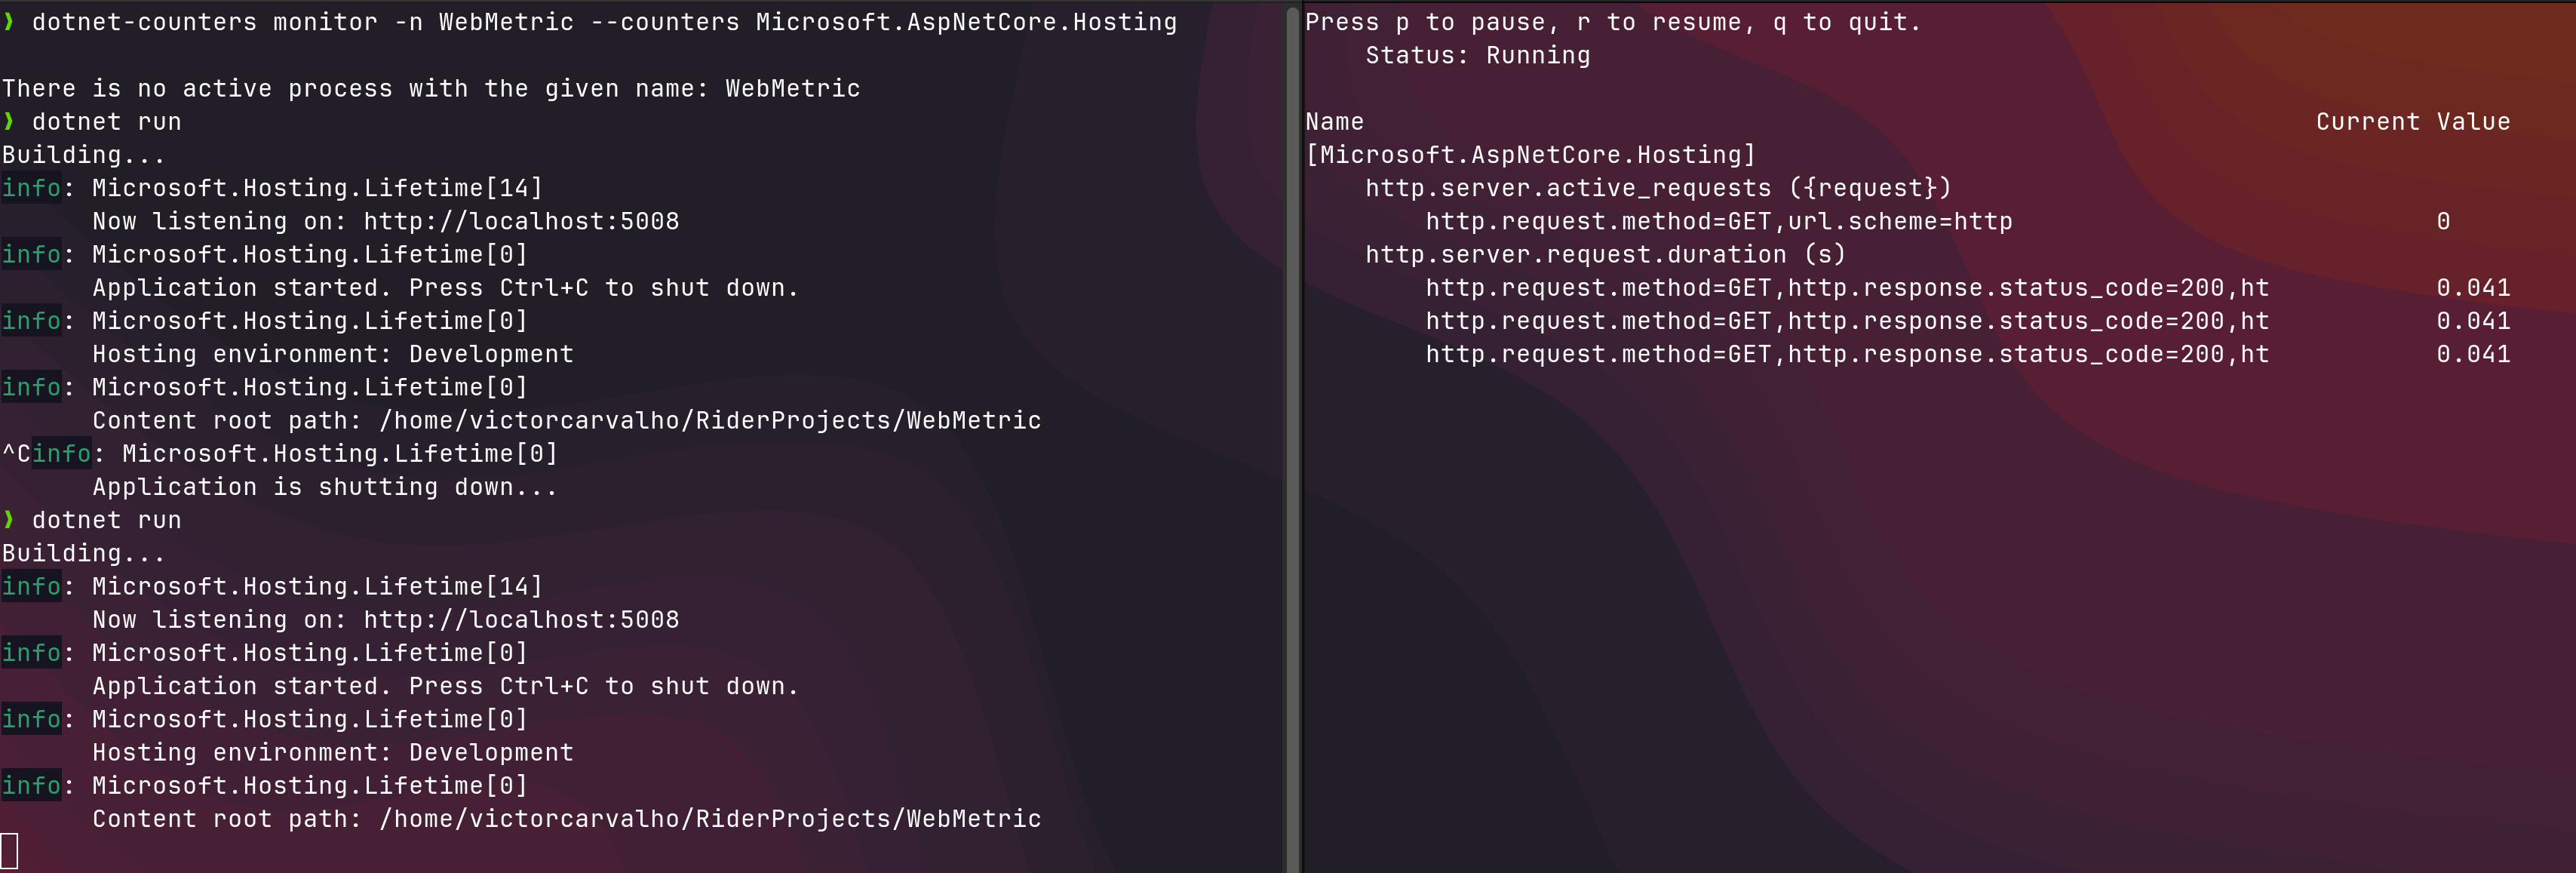 ❯ dotnet-counters monitor -n WebMetric --counters Microsoft.AspNetCore.Hosting
There is no active process with the given name: WebMetric
❯ dotnet run
Building...
info: Microsoft.Hosting.Lifetime[14]
Now listening on: http://localhost:5008
info: Microsoft.Hosting.Lifetime[0]
Application started. Press Ctrl+C to shut down.
info: Microsoft.Hosting.Lifetime[0]
Hosting environment: Development
info: Microsoft.Hosting.Lifetime[0]
Content root path: /home/victorcarvalho/RiderProjects/WebMetric
^Cinfo: Microsoft.Hosting.Lifetime[0]
Application is shutting down...
❯ dotnet run
Building...
info: Microsoft.Hosting.Lifetime[14]
Now listening on: http://localhost:5008
info: Microsoft.Hosting.Lifetime[0]
Application started. Press Ctrl+C to shut down.
info: Microsoft.Hosting.Lifetime[0]
Hosting environment: Development
info: Microsoft.Hosting.Lifetime[0]
Content root path: /home/victorcarvalho/RiderProjects/WebMetric
Press p to pause, r to resume, q to quit.
Status: Running
Name Current Value
[Microsoft.AspNetCore.Hosting]
http.server.active_requests ({request})
http.request.method=GET,url.scheme=http 0
http.server.request.duration (s)
http.request.method=GET,http.response.status_code=200,ht 0.041
http.request.method=GET,http.response.status_code=200,ht 0.041
http.request.method=GET,http.response.status_code=200,ht 0.041